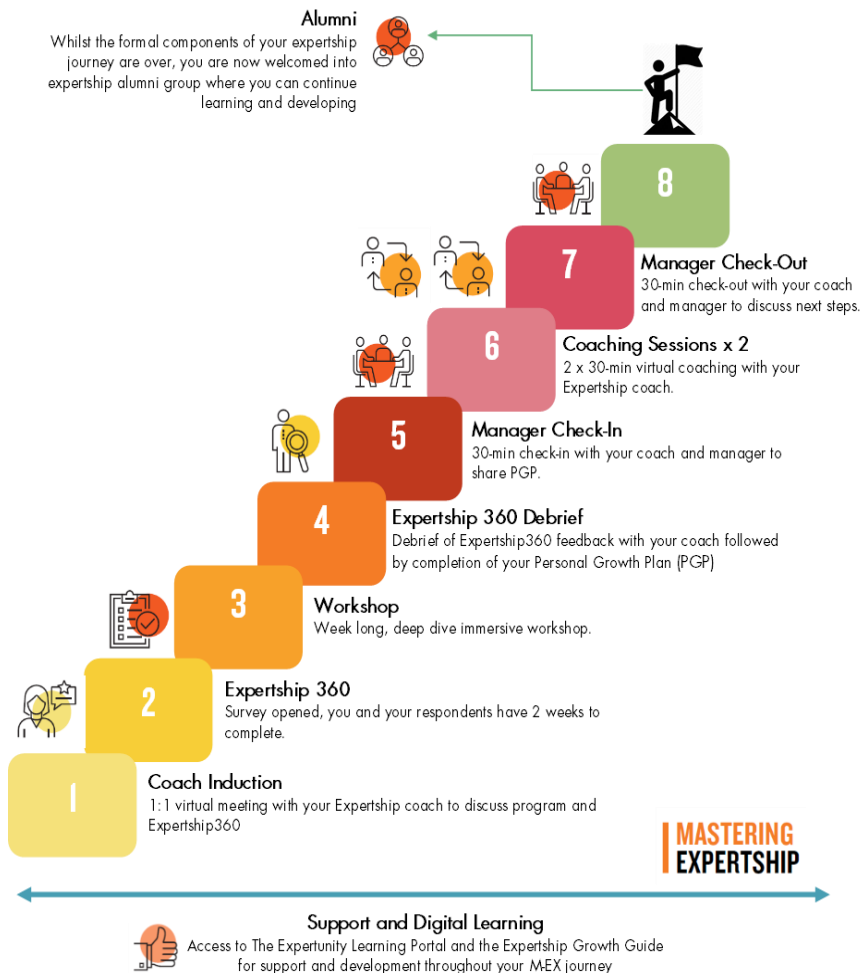 Alumni
Whilst the formal components of your expertship
journey are over, you are now welcomed into
expertship alumni group where you can continue
learning and developing
8
7
Manager Check-Out
30-min check-out with your coach
and manager to discuss next steps.
6
Coaching Sessions x 2
2 x 30-min virtual coaching with your
Expertship coach.
5
Manager Check-In
30-min check-in with your coach and manager to
share PGP.
4
Expertship 360 Debrief
Debrief of Expertship360 feedback with your coach followed
by completion of your Personal Growth Plan (PGP)
3
Workshop
Week long, deep dive immersive workshop.
2
Expertship 360
Survey opened, you and your respondents have 2 weeks to
complete.
1
Coach Induction
1:1 virtual meeting with your Expertship coach to discuss program and
Expertship360
MASTERING
EXPERTSHIP
Support and Digital Learning
Access to The Expertunity Learning Portal and the Expertship Growth Guide
for support and development throughout your M-EX journey